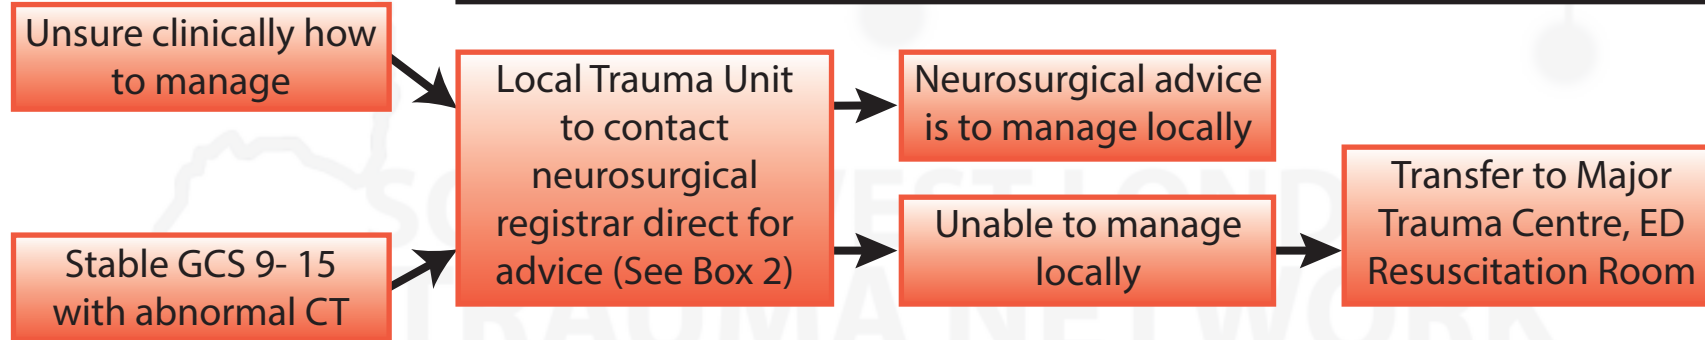 Unsure clinically how
to manage
Stable GCS 9- 15
with abnormal CT
Local Trauma Unit
to contact
neurosurgical
registrar direct for
advice (See Box 2)
Neurosurgical advice
is to manage locally
Unable to manage
locally
Transfer to Major
Trauma Centre, ED
Resuscitation Room
TRAUMA NETWORK